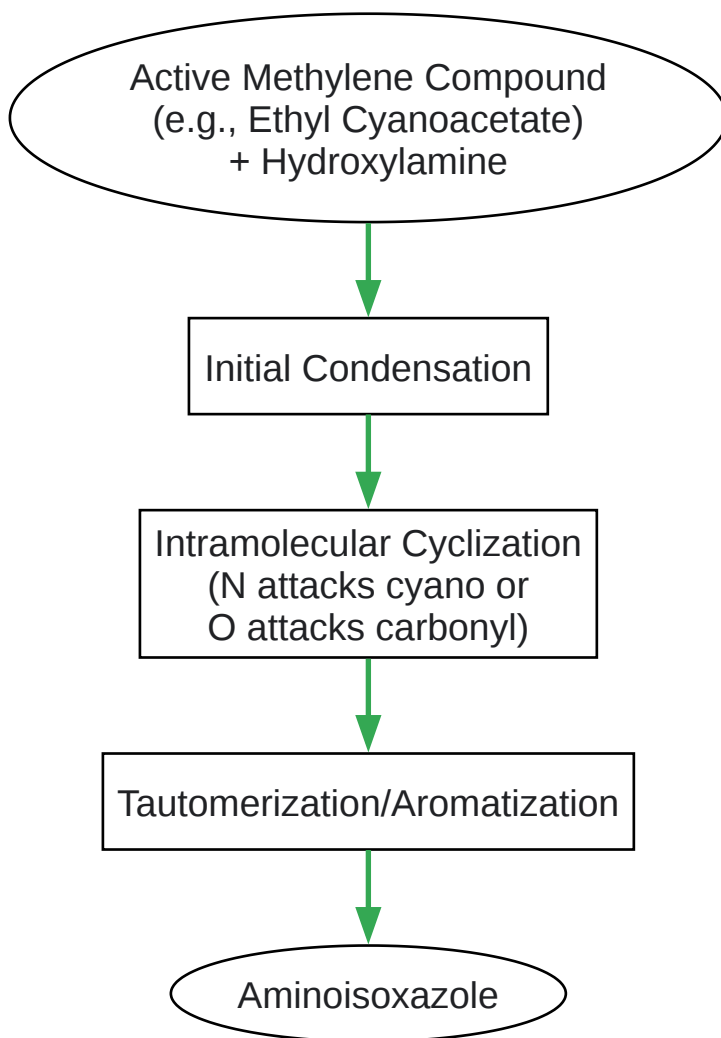 Active Methylene Compound
(e.g., Ethyl Cyanoacetate)
+ Hydroxylamine
Initial Condensation
Intramolecular Cyclization
(N attacks cyano or
O attacks carbonyl)
Tautomerization/Aromatization
Aminoisoxazole